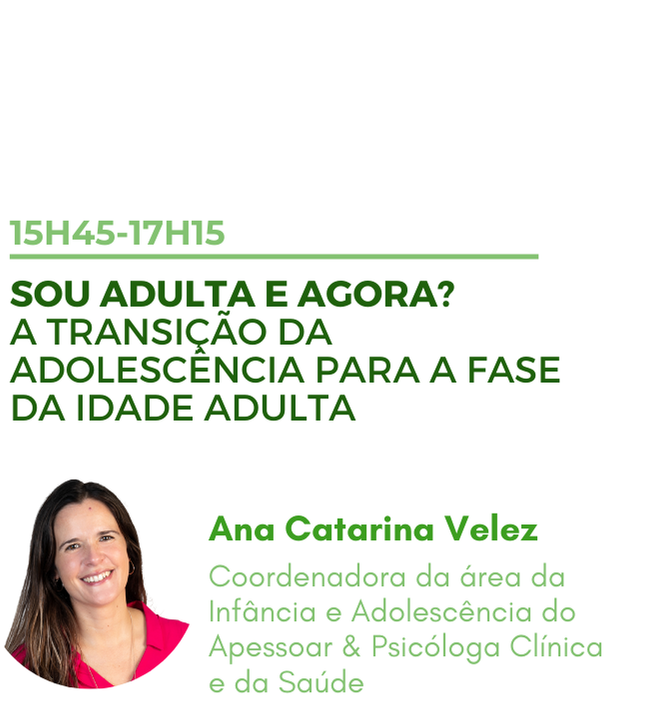 15H45-17H15
SOU ADULTA E AGORA?
A TRANSIÇÃO DA
ADOLESCÊNCIA PARA A FASE
DA IDADE ADULTA
Ana Catarina Velez
Coordenadora da área da
Infância e Adolescência do
Apessoar & Psicóloga Clínica
e da Saúde